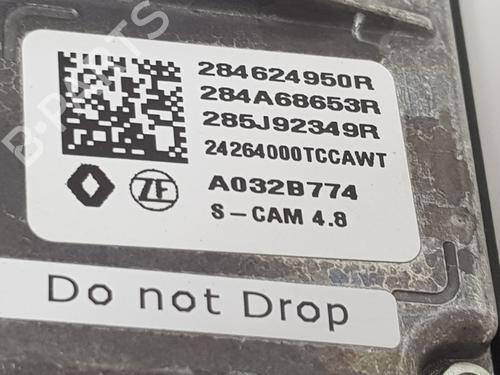 B-PARTS
284624950R
284A68653R
285J92349R
24264000TCCAWT
ZF
A032B774
S-CAM 4.8
Do not Drop